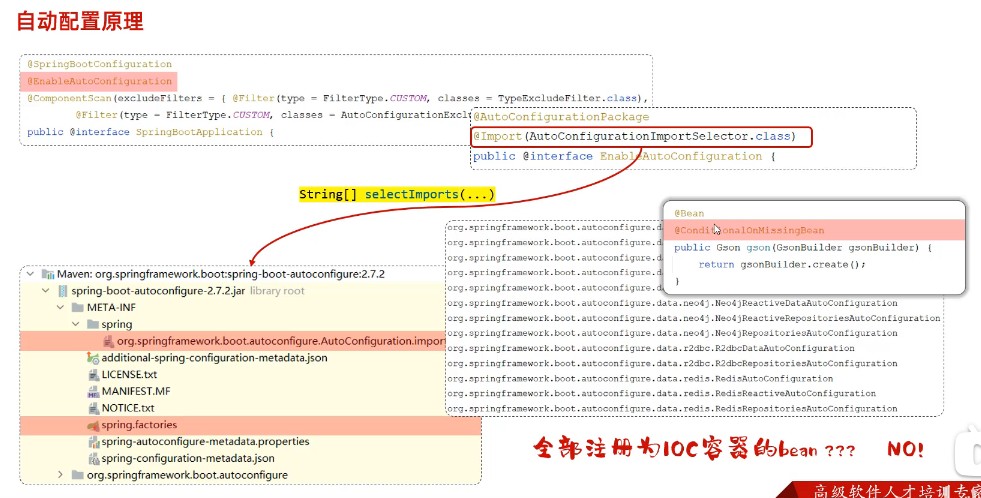 自动配置原理
@SpringBootConfiguration
@EnableAutoConfiguration
@ComponentScan(excludeFilters = { @Filter(type = FilterType.CUSTOM, classes = TypeExcludeFilter.class),
@Filter(type = FilterType.CUSTOM, classes = AutoConfigurationExcl
public @interface SpringBootApplication {
@AutoConfigurationPackage
@Import(AutoConfigurationImportSelector.class)
public @interface EnableAutoConfiguration {
String[] selectImports(...)
@Bean
@ConditionalOnMissingBean
public Gson gson(GsonBuilder gsonBuilder) {
return gsonBuilder.create();
}
Maven: org.springframework.boot:spring-boot-autoconfigure:2.7.2
spring-boot-autoconfigure-2.7.2.jar library root
META-INF
spring
org.springframework.boot.autoconfigure.AutoConfiguration.import
additional-spring-configuration-metadata.json
LICENSE.txt
MANIFEST.MF
NOTICE.txt
spring.factories
spring-autoconfigure-metadata.properties
spring-configuration-metadata.json
org.springframework.boot.autoconfigure
org.springframework.boot.autoconfigure.da
org.springframework.boot.autoconfigure.da
org.springframework.boot.autoconfigure.da
org.springframework.boot.autoconfigure.da
org.springframework.boot.autoconfigure.da
org.springframework.boot.autoconfigure.data.neo4j.Neo4jReactiveDataAutoConfiguration
org.springframework.boot.autoconfigure.data.neo4j.Neo4jReactiveRepositoriesAutoConfiguration
org.springframework.boot.autoconfigure.data.neo4j.Neo4jRepositoriesAutoConfiguration
org.springframework.boot.autoconfigure.data.r2dbc.R2dbcDataAutoConfiguration
org.springframework.boot.autoconfigure.data.r2dbc.R2dbcRepositoriesAutoConfiguration
org.springframework.boot.autoconfigure.data.redis.RedisAutoConfiguration
org.springframework.boot.autoconfigure.data.redis.RedisReactiveAutoConfiguration
org.springframework.boot.autoconfigure.data.redis.RedisRepositoriesAutoConfiguration
全部注册为IOC容器的bean ??? NO!
高级软件人才培训专家